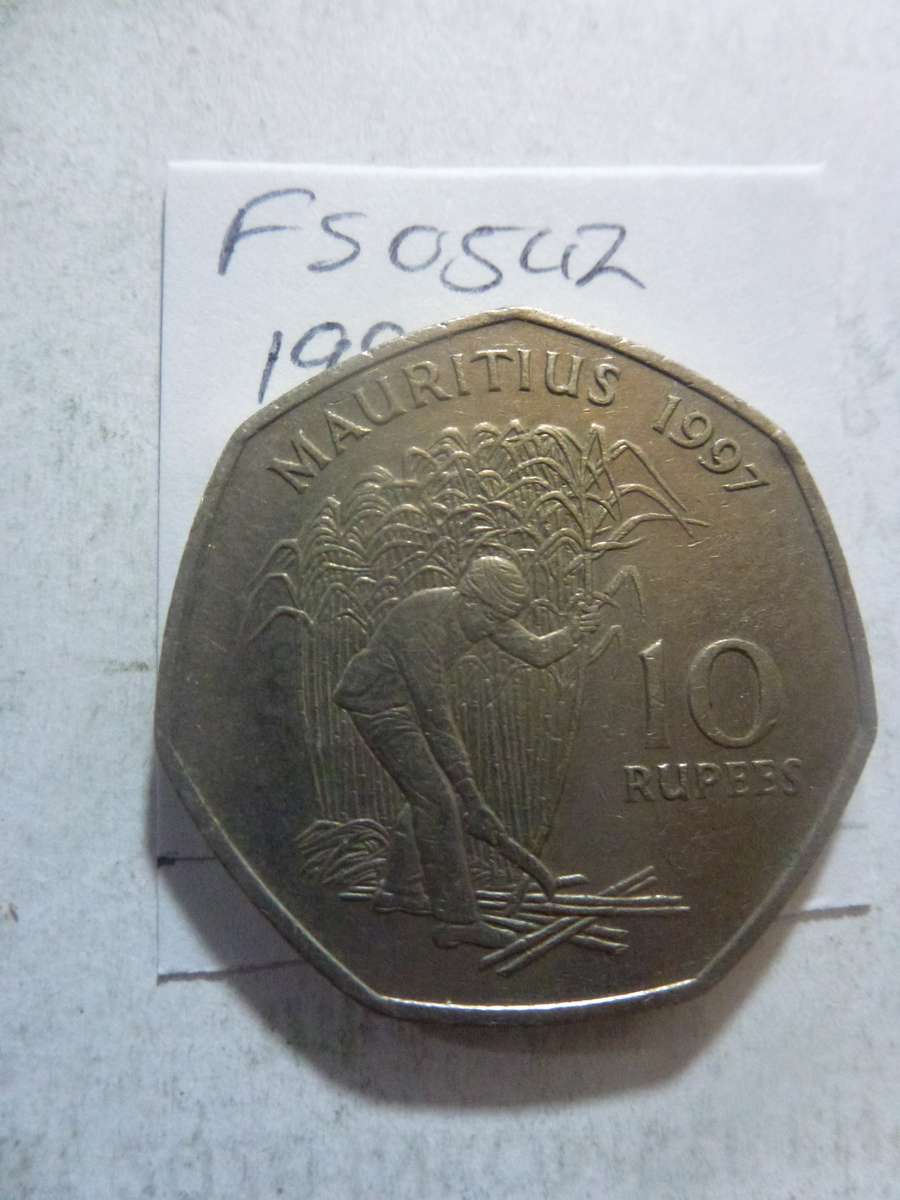 FS0542
MAURITIUS 1997
10
RUPEES